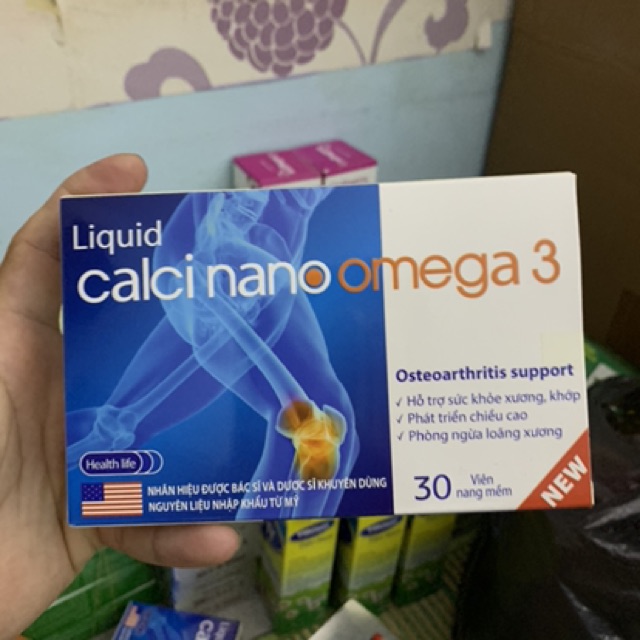 Liquid
calci nano omega 3
Osteoarthritis support
✓ Hỗ trợ sức khỏe xương, khớp
✓ Phát triển chiều cao
✓ Phòng ngừa loãng xương
Health life
NHÃN HIỆU ĐƯỢC BÁC SĨ VÀ DƯỢC SĨ KHUYÊN DÙNG
NGUYÊN LIỆU NHẬP KHẨU TỪ MỸ
30 Viên
nang mềm
NEW
calci nano